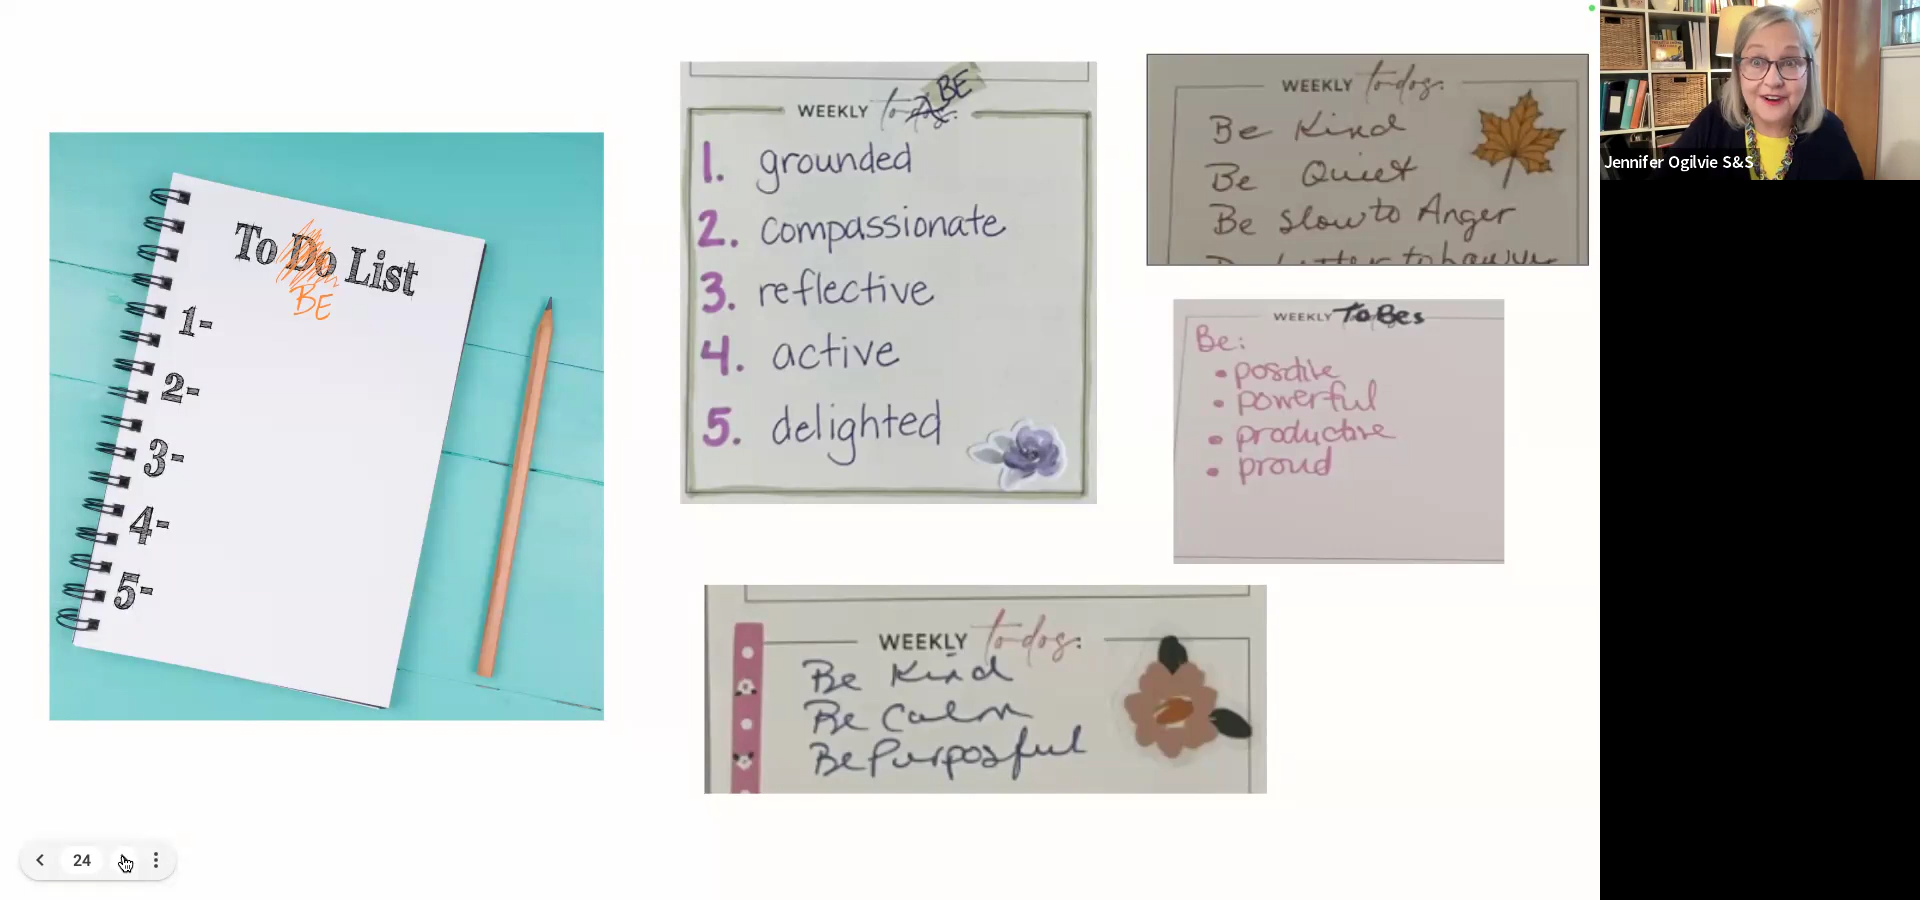 To Do List
BE
1-
2-
3-
4-
5-
WEEKLY to dos: BE
1. grounded
2. compassionate
3. reflective
4. active
5. delighted
WEEKLY to dos:
Be Kind
Be Quiet
Be slow to Anger
WEEKLY To Bes
Be:
• positive
• powerful
• productive
• proud
WEEKLY to dos:
Be Kind
Be Calm
Be Purposful
Jennifer Ogilvie S&S
24